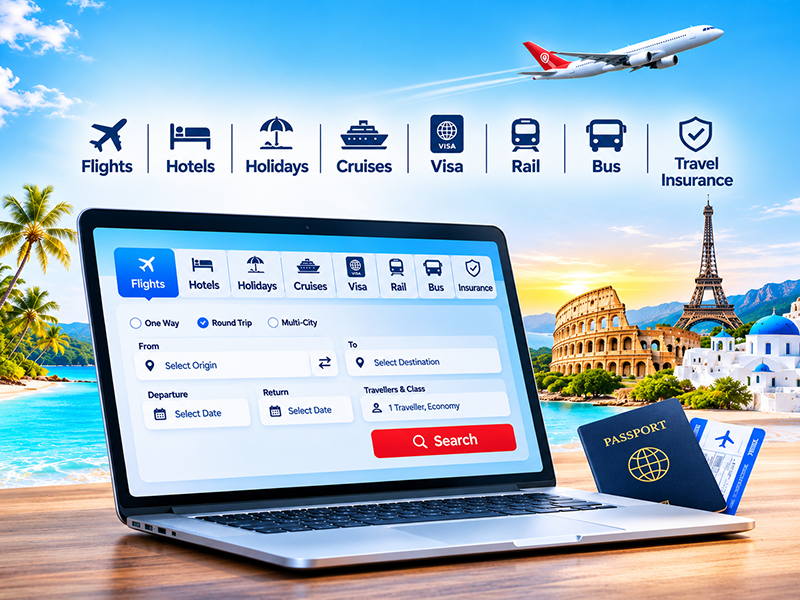 Flights
Hotels
Holidays
Cruises
VISA
Visa
Rail
Bus
Travel
Insurance
Flights
Hotels
Holidays
Cruises
VISA
Visa
Rail
Bus
Insurance
One Way
Round Trip
Multi-City
From
Select Origin
To
Select Destination
Departure
Select Date
Return
Select Date
Travellers & Class
1 Traveller, Economy
Search
PASSPORT